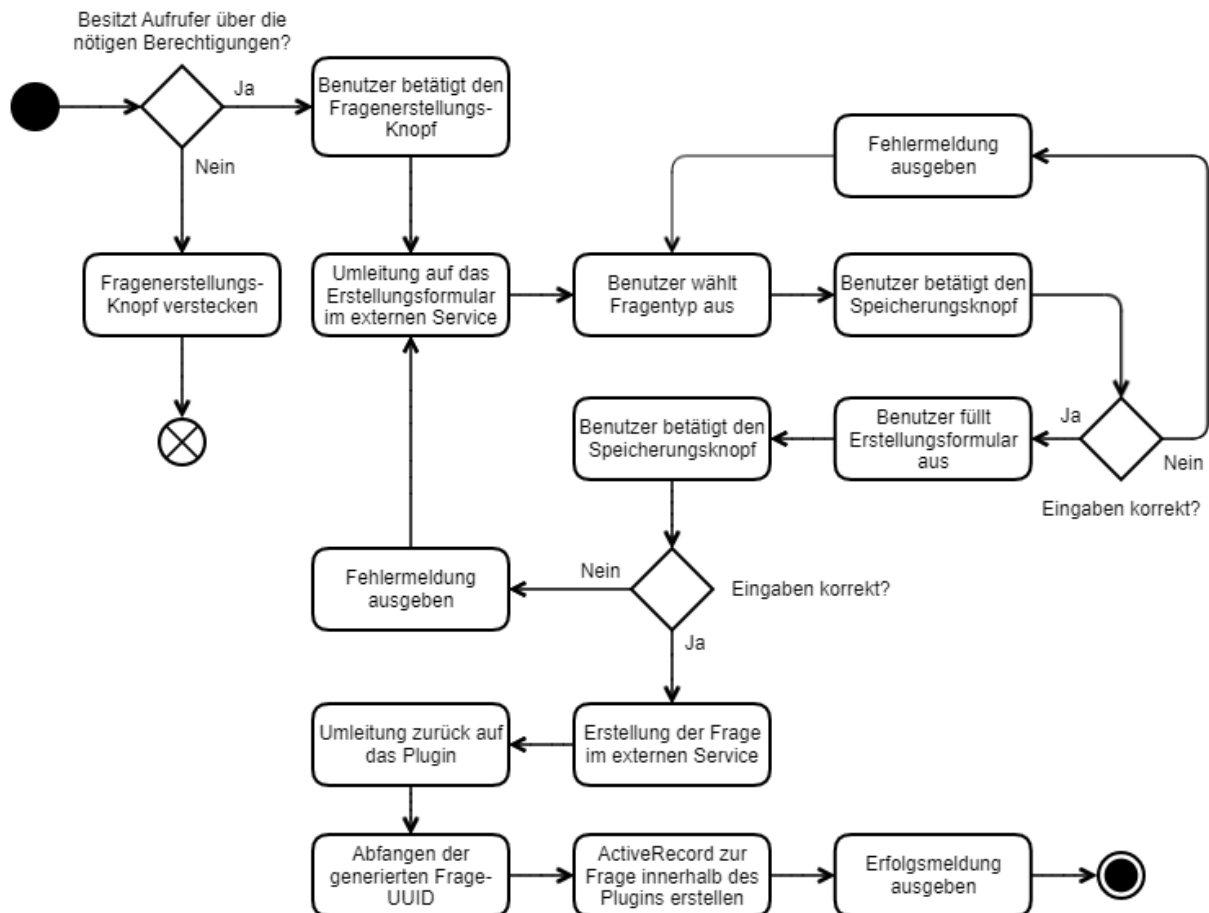 Besitzt Aufrufer über die
nötigen Berechtigungen?
Ja
Benutzer betätigt den
Fragenerstellungs-
Knopf
Nein
Fehlermeldung
ausgeben
Fragenerstellungs-
Knopf verstecken
Umleitung auf das
Erstellungsformular
im externen Service
Benutzer wählt
Fragentyp aus
Benutzer betätigt den
Speicherungsknopf
Benutzer betätigt den
Speicherungsknopf
Benutzer füllt
Erstellungsformular
aus
Ja
Nein
Eingaben korrekt?
Fehlermeldung
ausgeben
Nein
Eingaben korrekt?
Ja
Umleitung zurück auf
das Plugin
Erstellung der Frage
im externen Service
Abfangen der
generierten Frage-
UUID
ActiveRecord zur
Frage innerhalb des
Plugins erstellen
Erfolgsmeldung
ausgeben